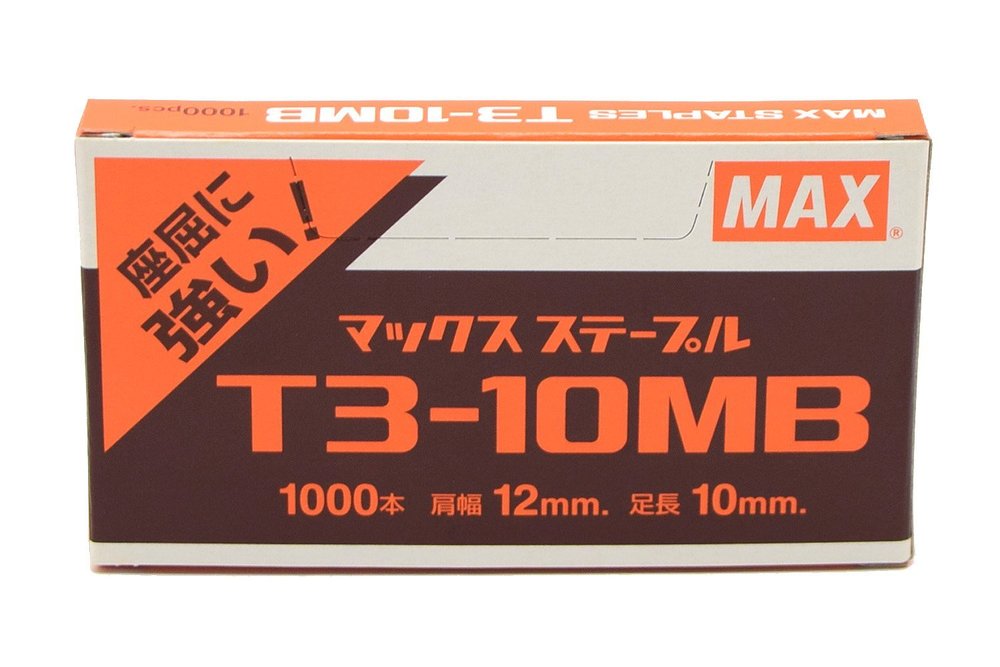 MAX STAPLES T3-10MB 1000pcs.
座屈に
強い!
MAX
®
マックス ステープル
T3-10MB
1000本 肩幅 12mm. 足長 10mm.